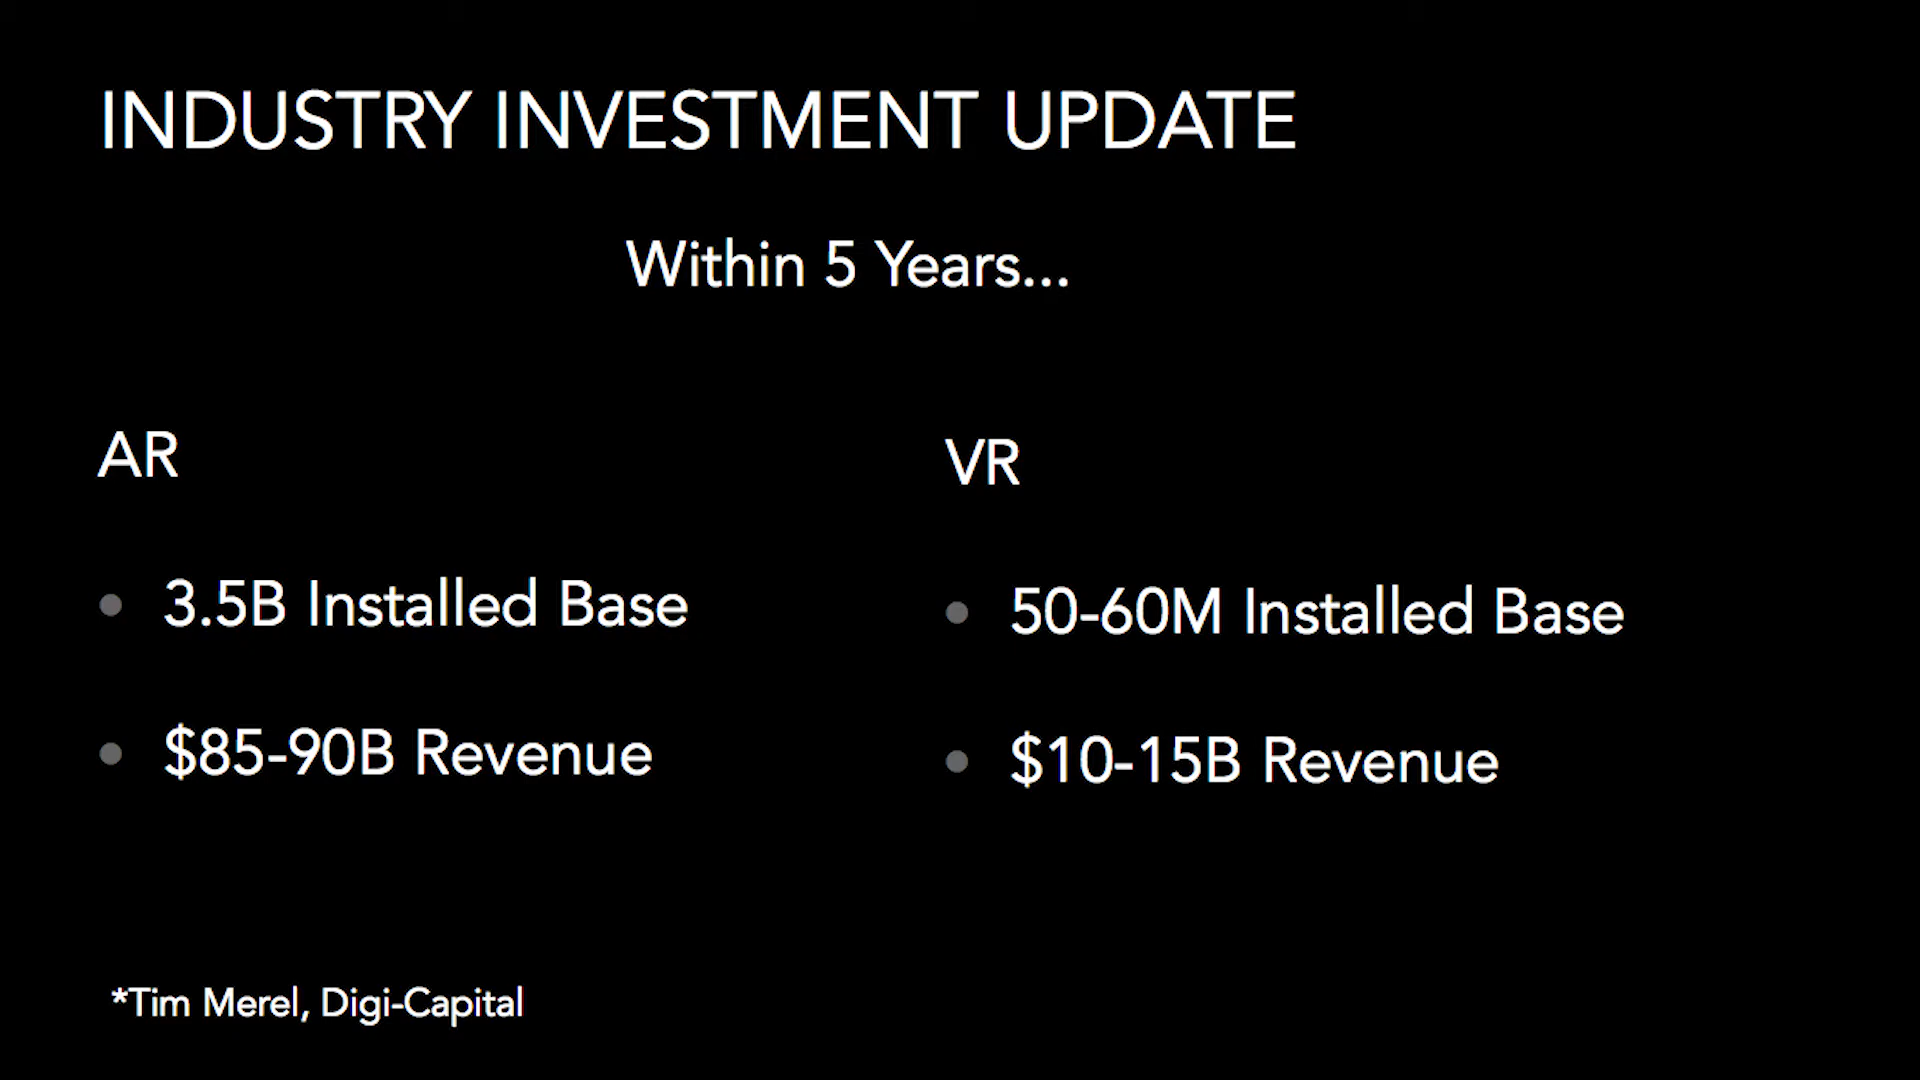 INDUSTRY INVESTMENT UPDATE
Within 5 Years...
AR
3.5B Installed Base
$85-90B Revenue
VR
50-60M Installed Base
$10-15B Revenue
*Tim Merel, Digi-Capital